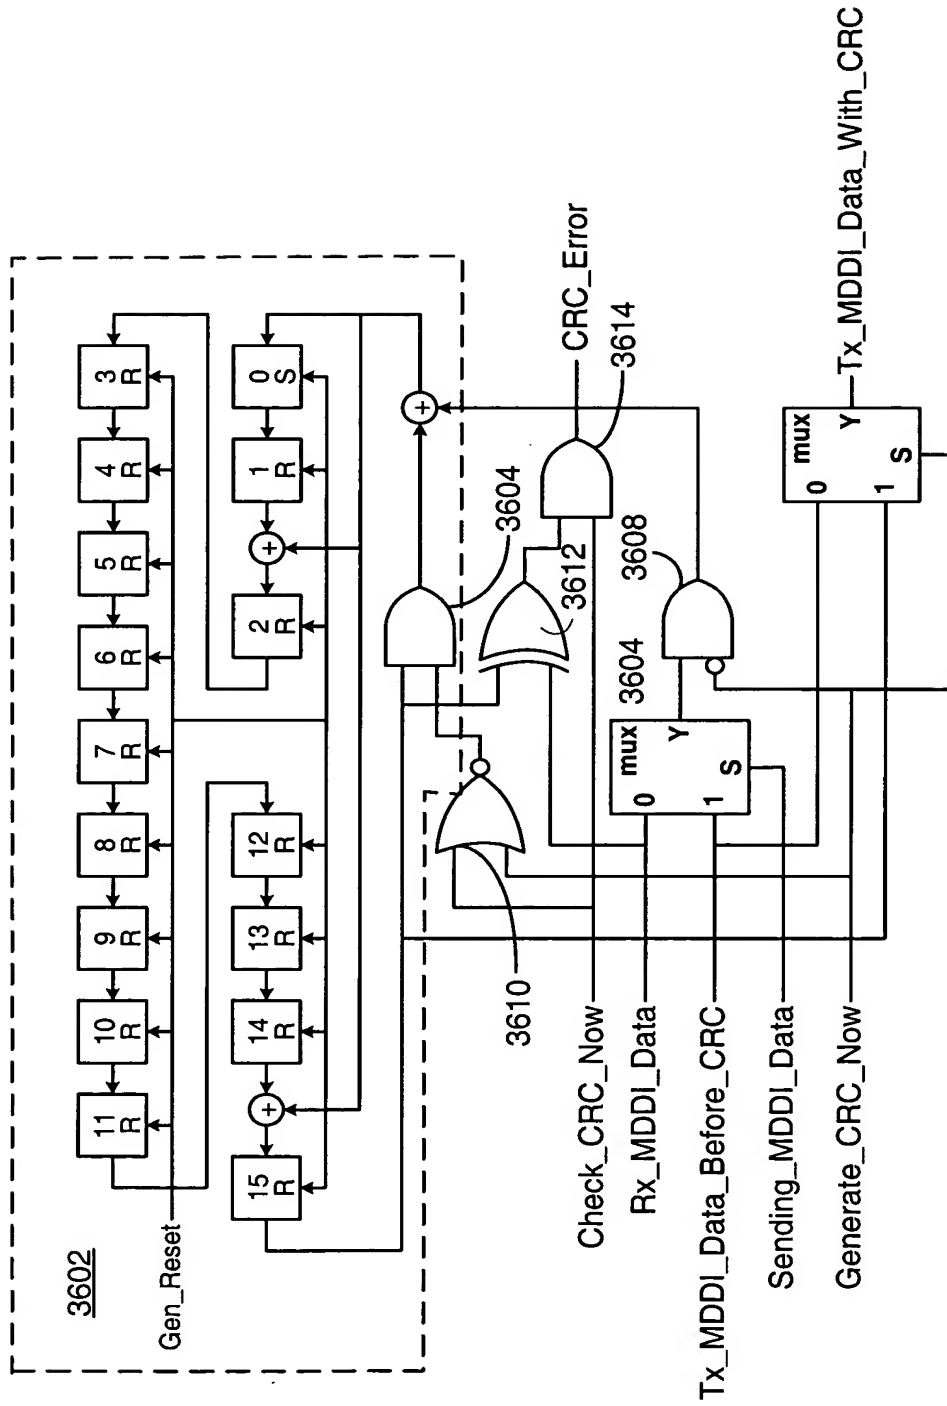 3602
Gen_Reset
11
R
10
R
9
R
8
R
7
R
6
R
5
R
4
R
3
R
15
R
+
14
R
13
R
12
R
2
R
+
1
R
0
S
+
3604
3610
3612
CRC_Error
3614
Check_CRC_Now
Rx_MDDI_Data
Tx_MDDI_Data_Before_CRC
Sending_MDDI_Data
Generate_CRC_Now
3604
mux
0
1
Y
S
3608
mux
0
1
Y
S
Tx_MDDI_Data_With_CRC